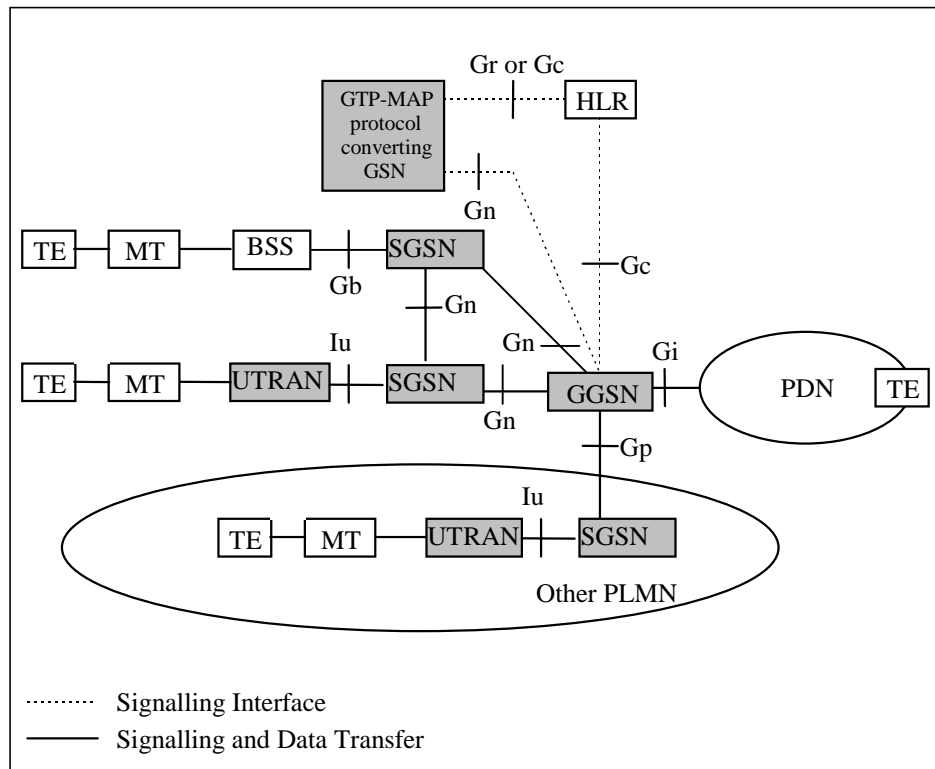 Gr or Gc
GTP-MAP
protocol
converting
GSN
HLR
Gn
TE
MT
BSS
SGSN
Gb
Gn
Gc
Gn
Iu
Gi
TE
MT
UTRAN
SGSN
Gn
GGSN
PDN
TE
Gp
Iu
TE
MT
UTRAN
SGSN
Other PLMN
Signalling Interface
Signalling and Data Transfer